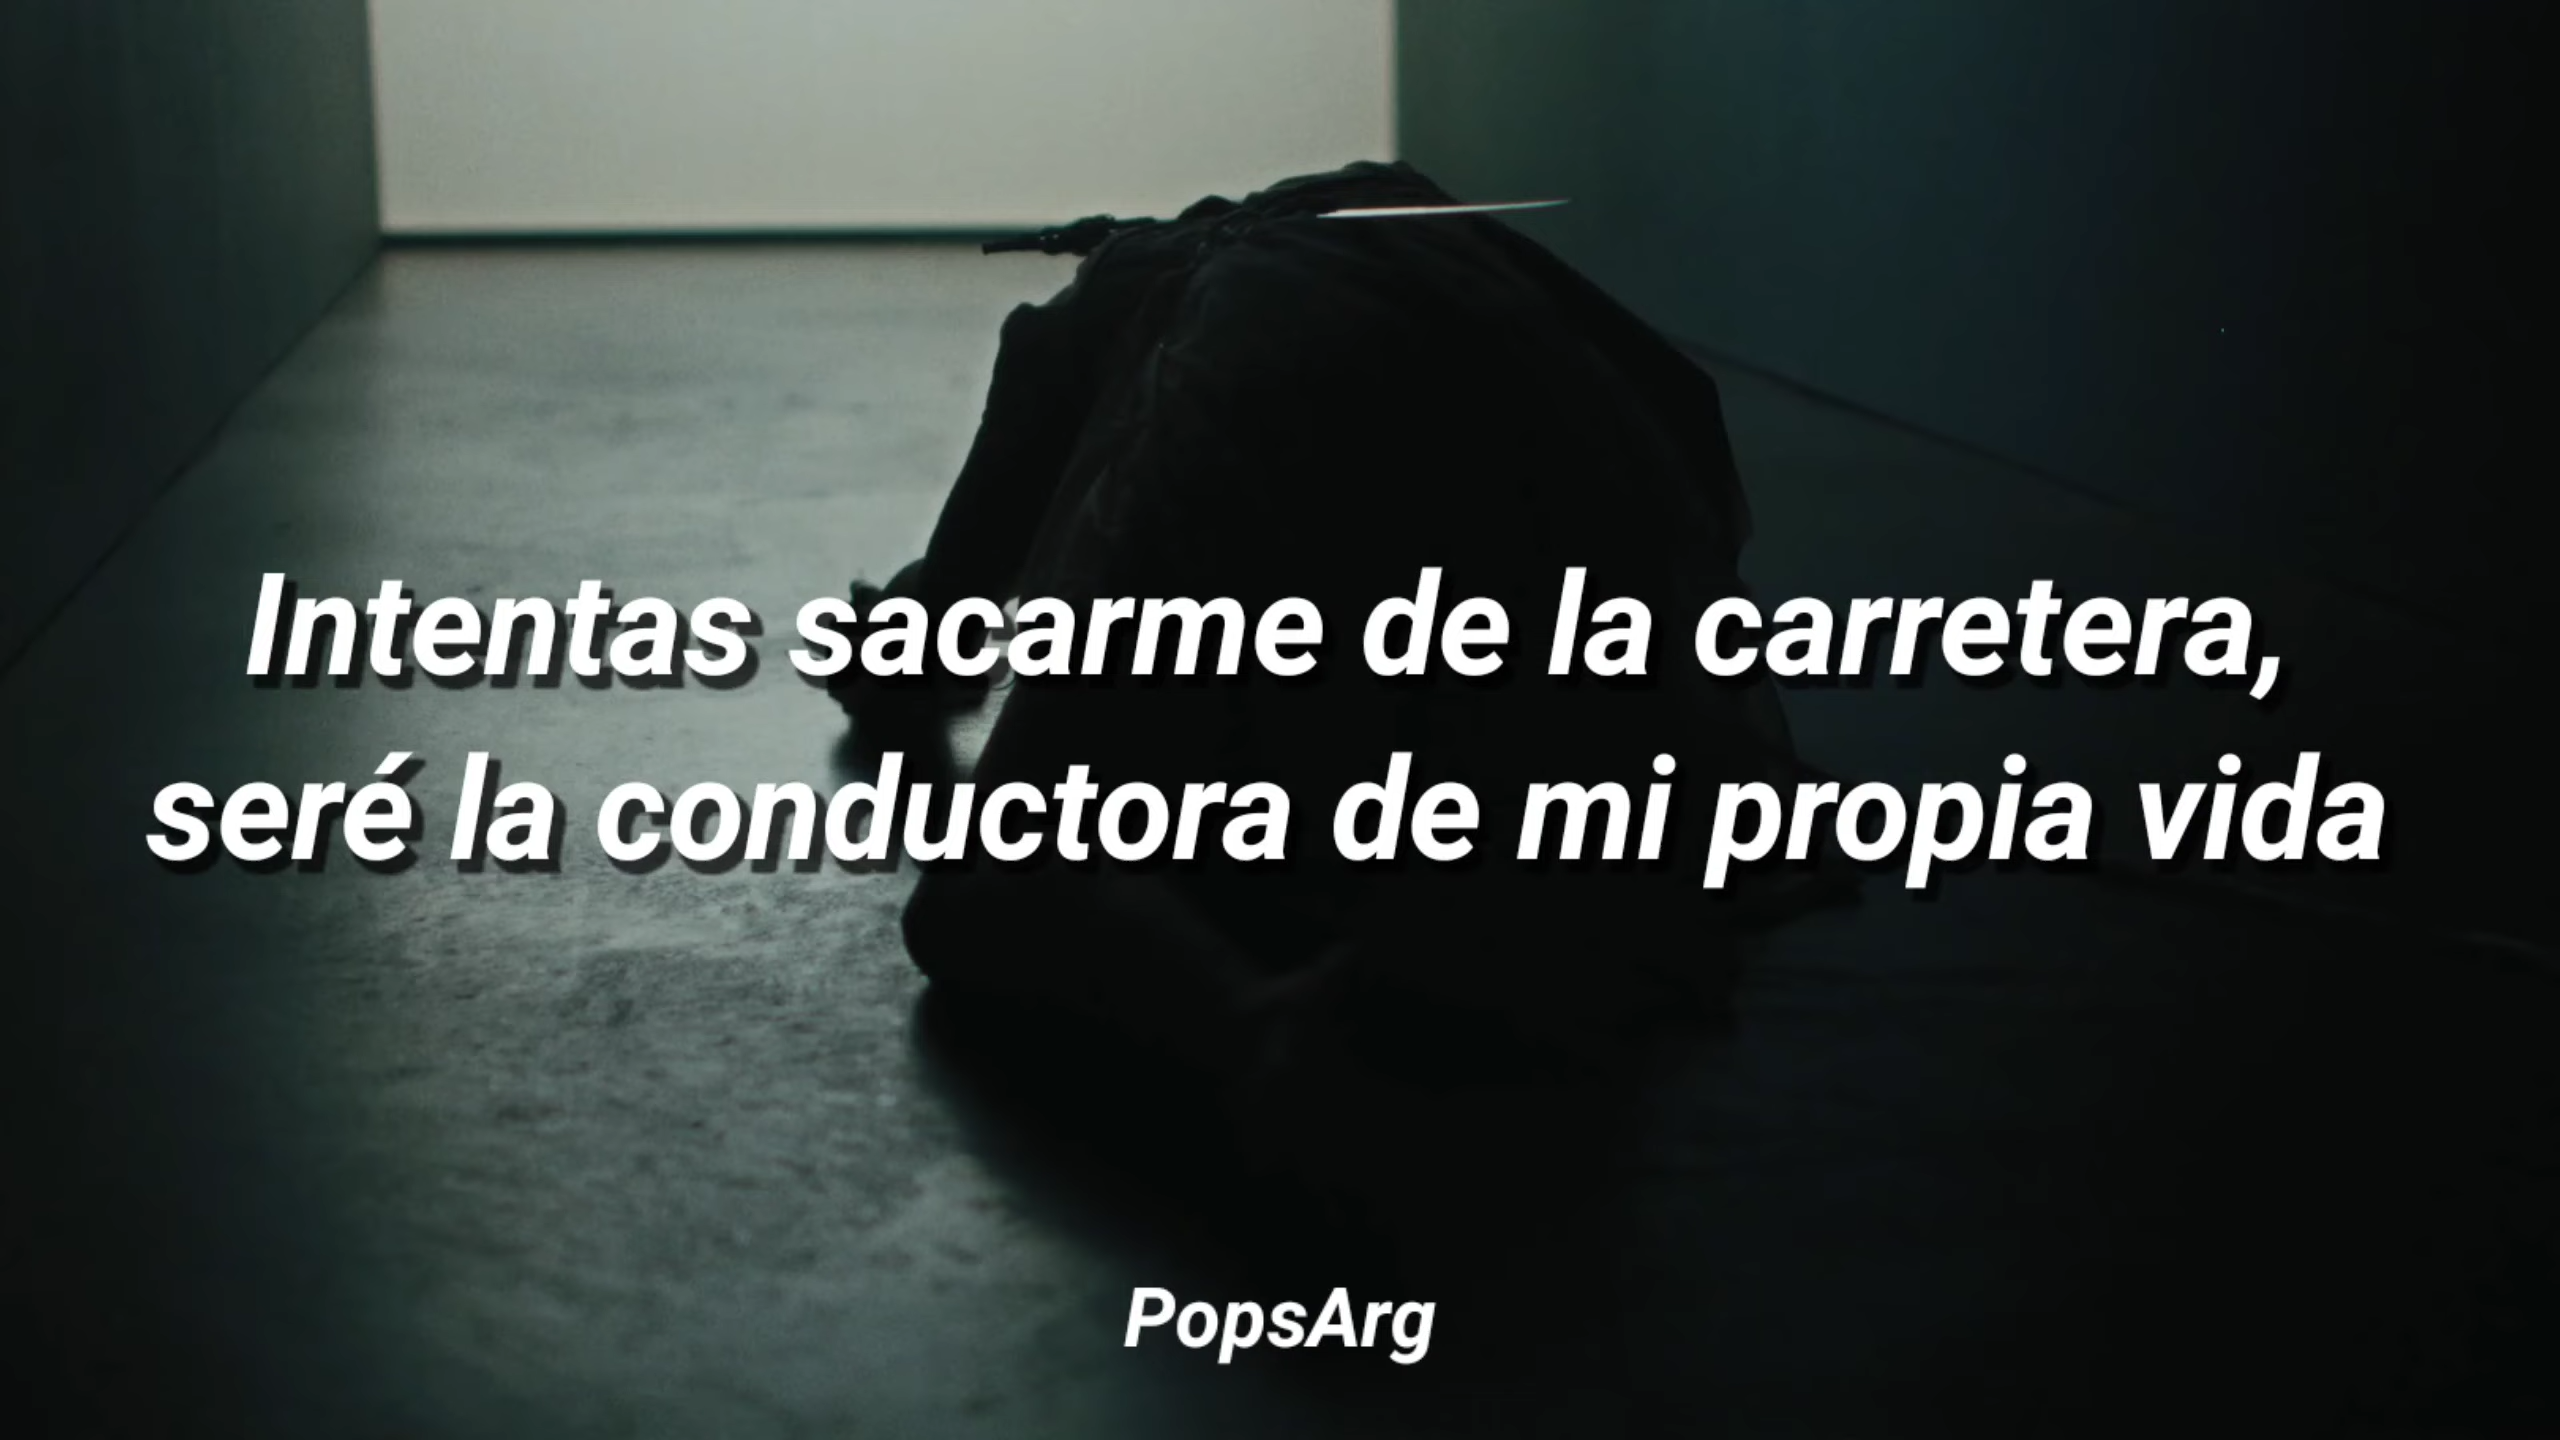 Intentas sacarme de la carretera,
seré la conductora de mi propia vida
PopsArg